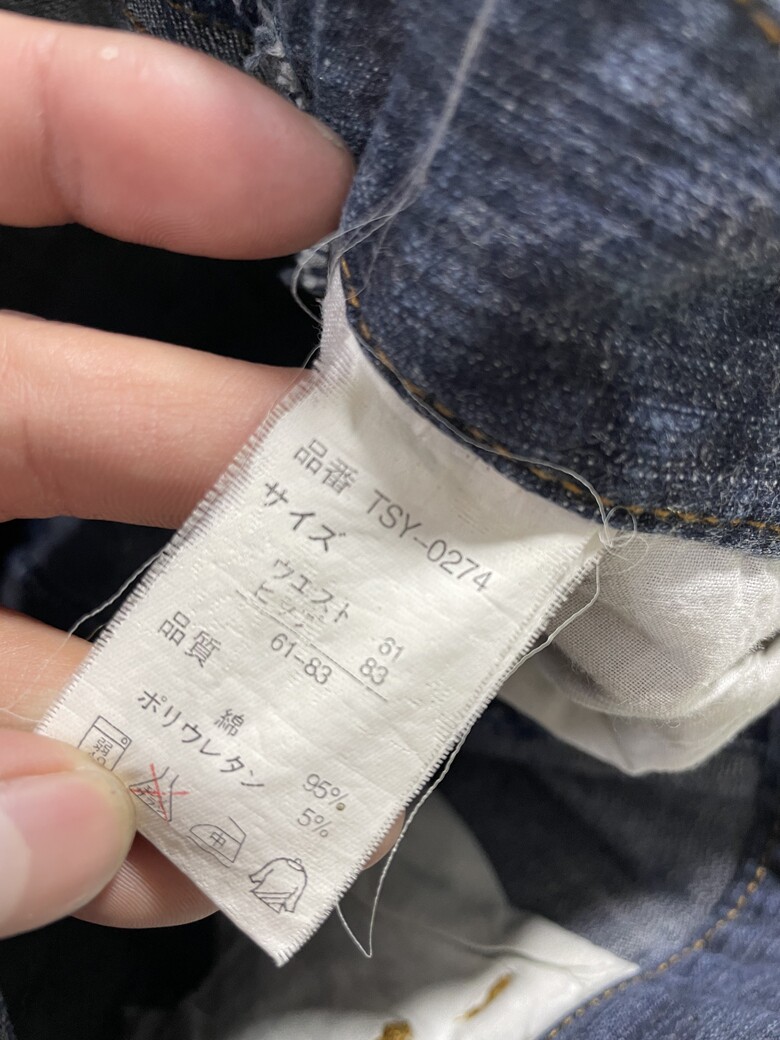 品番 TSY-0274
サイズ
ウエスト 61
ヒップ 83
61-83
品質
綿 95%
ポリウレタン 5%
弱
中